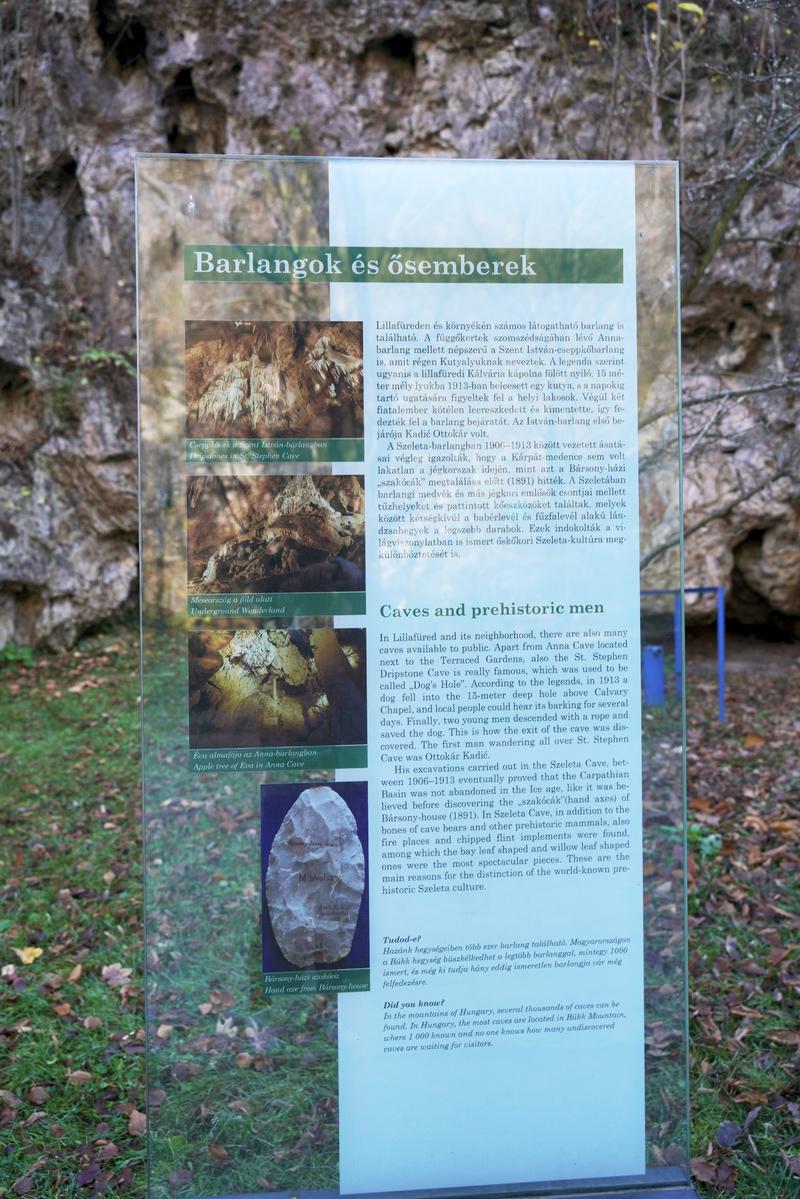 Barlangok és ősemberek
Lillafüreden és környékén számos látogatható barlang is
található. A függőkertek szomszédságában lévő Anna-
barlang mellett népszerű a Szent István-cseppkőbarlang
is, amit régen Kutyalyuknak neveztek. A legenda szerint
ugyanis a lillafüredi Kálvária kápolna fölött nyíló, 15 mé-
ter mély lyukba 1913-ban beleesett egy kutya, s a napokig
tartó ugatására figyeltek fel a helyi lakosok. Végül két
fiatalember kötélen leereszkedett és kimentette, így fe-
dezték fel a barlang bejáratát. Az István-barlang első be-
járója Kadić Ottokár volt.
A Szeleta-barlangban 1906–1913 között vezetett ásatá-
sai végleg igazolták, hogy a Kárpát-medence sem volt
lakatlan a jégkorszak idején, mint azt a Bársony-házi
„szakócák" megtalálása előtt (1891) hitték. A Szeletában
barlangi medvék és más jégkori emlősök csontjai mellett
tűzhelyeket és pattintott kőeszközöket találtak, melyek
között kétségkívül a babérlevél és fűzfalevél alakú lán-
dzsahegyek a legszebb darabok. Ezek indokolták a vi-
lágviszonylatban is ismert őskőkori Szeleta-kultúra meg-
különböztetését is.
Cseppkövek a Szent István-barlangban
Dripstones in St. Stephen Cave
Meseország a föld alatt
Underground Wonderland
Éva almafája az Anna-barlangban
Apple tree of Eva in Anna Cave
Miskolcz
Bársony-házi szakóca
Hand axe from Bársony-house
Caves and prehistoric men
In Lillafüred and its neighborhood, there are also many
caves available to public. Apart from Anna Cave located
next to the Terraced Gardens, also the St. Stephen
Dripstone Cave is really famous, which was used to be
called „Dog's Hole". According to the legends, in 1913 a
dog fell into the 15-meter deep hole above Calvary
Chapel, and local people could hear its barking for several
days. Finally, two young men descended with a rope and
saved the dog. This is how the exit of the cave was dis-
covered. The first man wandering all over St. Stephen
Cave was Ottokár Kadić.
His excavations carried out in the Szeleta Cave, bet-
ween 1906–1913 eventually proved that the Carpathian
Basin was not abandoned in the Ice age, like it was be-
lieved before discovering the „szakócák"(hand axes) of
Bársony-house (1891). In Szeleta Cave, in addition to the
bones of cave bears and other prehistoric mammals, also
fire places and chipped flint implements were found,
among which the bay leaf shaped and willow leaf shaped
ones were the most spectacular pieces. These are the
main reasons for the distinction of the world-known pre-
historic Szeleta culture.
Tudod-e?
Hazánk hegységeiben több ezer barlang található. Magyarországon
a Bükk hegység büszkélkedhet a legtöbb barlanggal, mintegy 1000
ismert, és még ki tudja hány eddig ismeretlen barlangja vár még
felfedezésre.
Did you know?
In the mountains of Hungary, several thousands of caves can be
found. In Hungary, the most caves are located in Bükk Mountain,
where 1 000 known and no one knows how many undiscovered
caves are waiting for visitors.